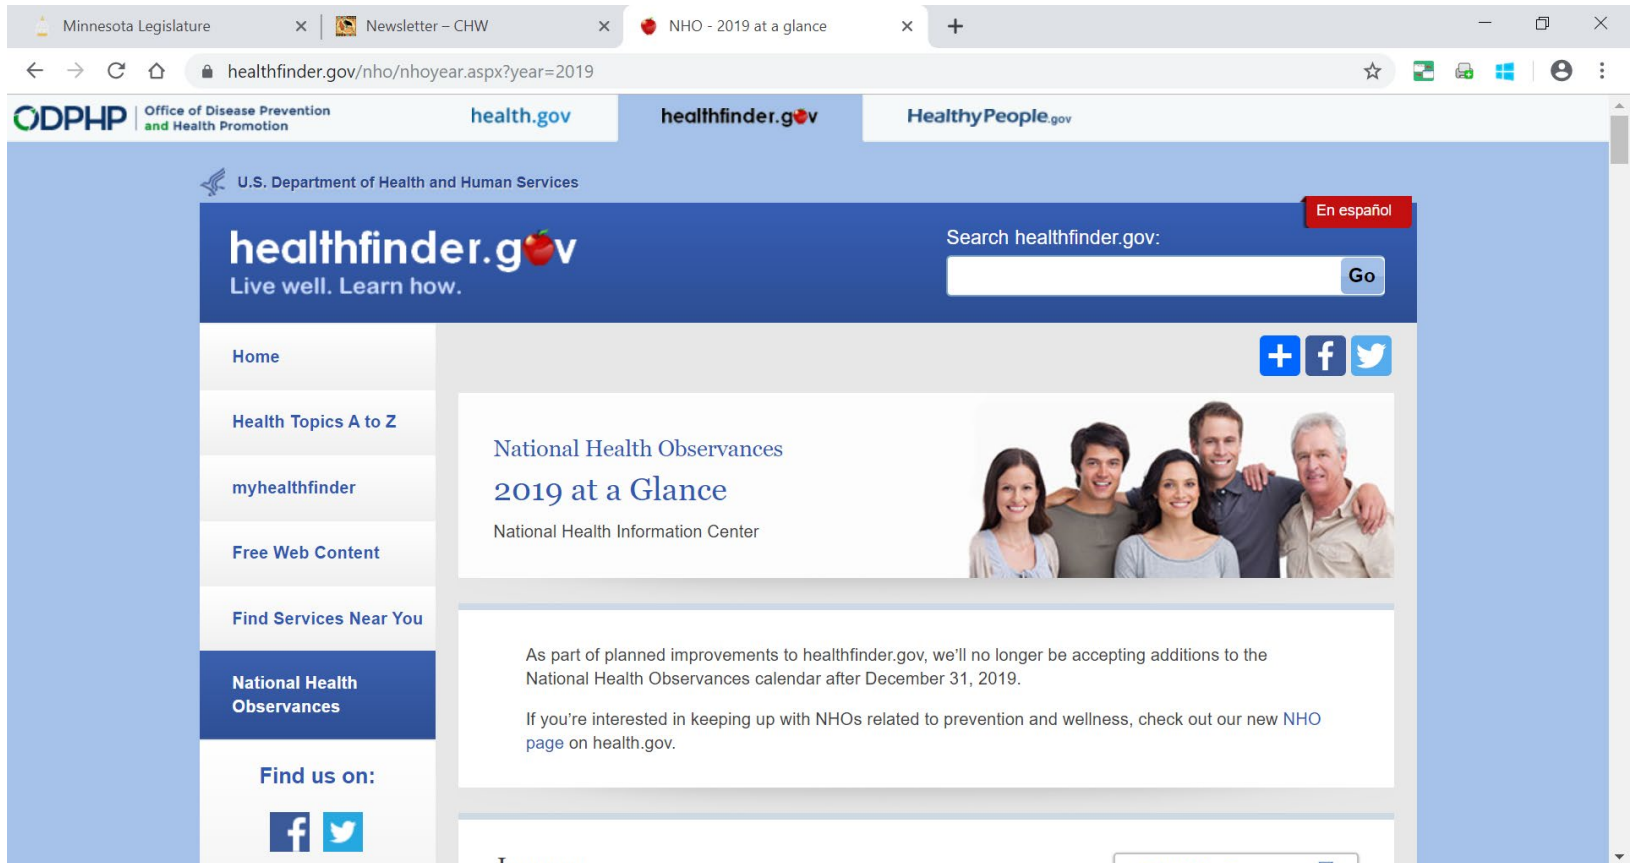 Minnesota Legislature
Newsletter – CHW
NHO - 2019 at a glance
healthfinder.gov/nho/nhoyear.aspx?year=2019
ODPHP
Office of Disease Prevention
and Health Promotion
health.gov
healthfinder.gov
HealthyPeople.gov
U.S. Department of Health and Human Services
En español
healthfinder.gov
Live well. Learn how.
Search healthfinder.gov:
Go
Home
Health Topics A to Z
myhealthfinder
Free Web Content
Find Services Near You
National Health
Observances
Find us on:
National Health Observances
2019 at a Glance
National Health Information Center
As part of planned improvements to healthfinder.gov, we’ll no longer be accepting additions to the
National Health Observances calendar after December 31, 2019.
If you’re interested in keeping up with NHOs related to prevention and wellness, check out our new NHO
page on health.gov.